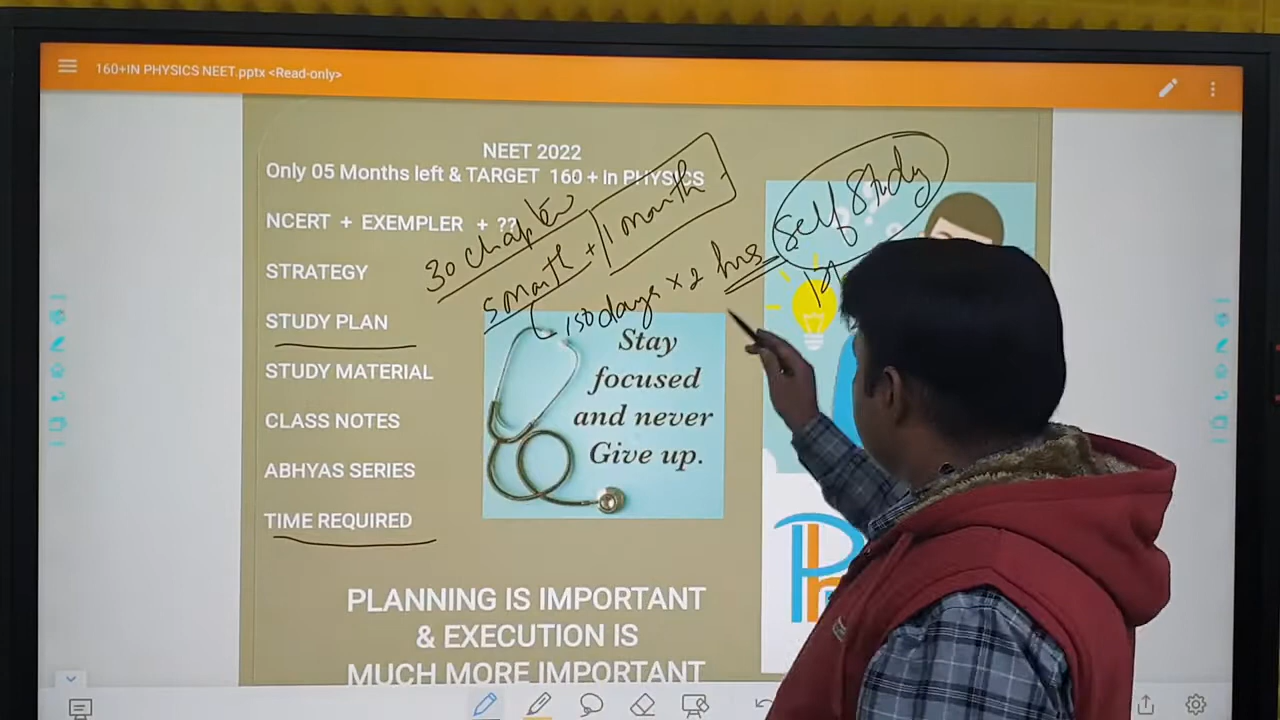 160+IN PHYSICS NEET.pptx <Read-only>
NEET 2022
Only 05 Months left & TARGET 160 + In PHYSICS
NCERT + EXEMPLER + ??
30 chapter
5 Month + 1 month
150 days × 2 hrs
Self Study
STRATEGY
STUDY PLAN
STUDY MATERIAL
CLASS NOTES
ABHYAS SERIES
TIME REQUIRED
Stay
focused
and never
Give up.
PLANNING IS IMPORTANT
& EXECUTION IS
MUCH MORE IMPORTANT